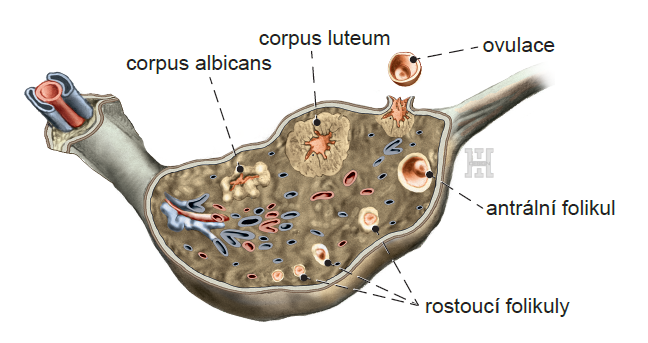 corpus luteum
ovulace
corpus albicans
antrální folikul
rostoucí folikuly